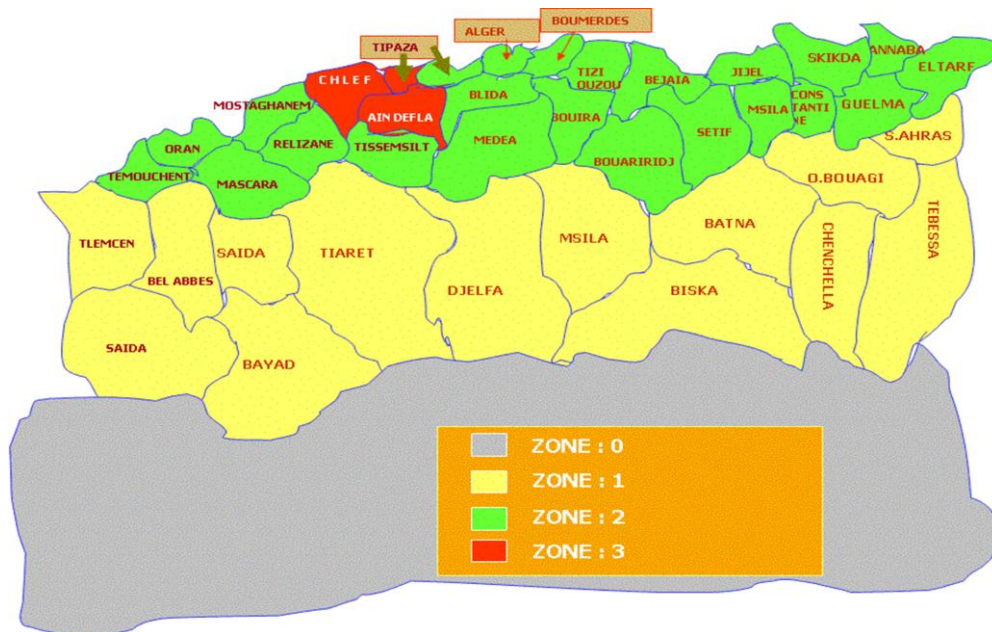 BOUMERDES
ALGER
TIPAZA
SKIKDA
ANNABA
ELTARF
CHLEF
TIZI
OUZOU
BEJAIA
JIJEL
BLIDA
MOSTAGHANEM
AIN DEFLA
BOUIRA
MSILA
CONS
TANTI
NE
GUELMA
ORAN
RELIZANE
TISSEMSILT
MEDEA
SETIF
S.AHRAS
BOUARIRIDJ
TEMOUCHENT
MASCARA
O.BOUAGI
TLEMCEN
SAIDA
TIARET
MSILA
BATNA
CHENCHELLA
TEBESSA
BEL ABBES
DJELFA
BISKA
SAIDA
BAYAD
ZONE : 0
ZONE : 1
ZONE : 2
ZONE : 3